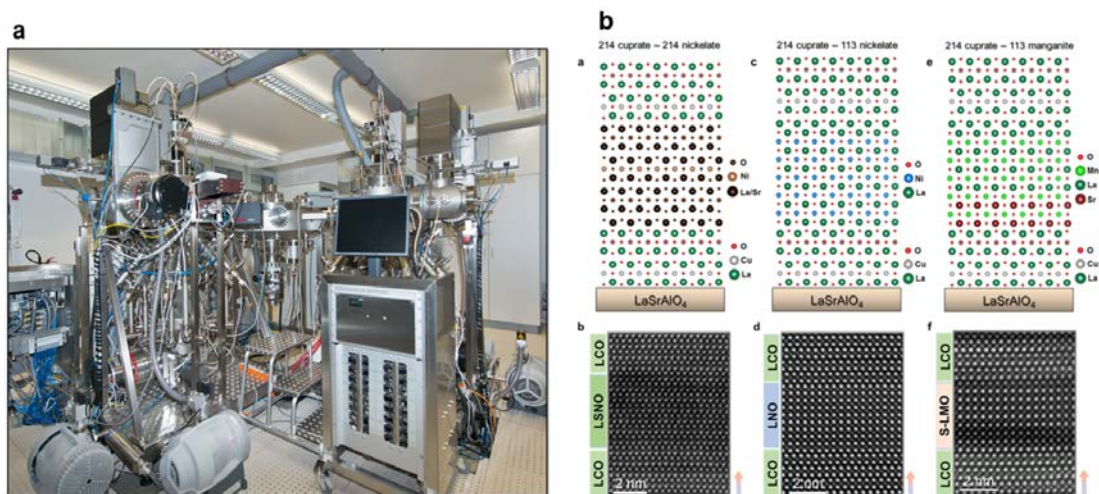 a
b
214 cuprate – 214 nickelate
214 cuprate – 113 nickelate
214 cuprate – 113 manganite
a
c
e
O
Ni
La/Sr
O
Cu
La
O
Ni
La
O
Cu
La
O
Mn
La
Sr
O
Cu
La
LaSrAlO4
LaSrAlO4
LaSrAlO4
b
d
f
LCO
LSNO
LCO
2 nm
LCO
LNO
LCO
2 nm
LCO
S-LMO
LCO
2 nm